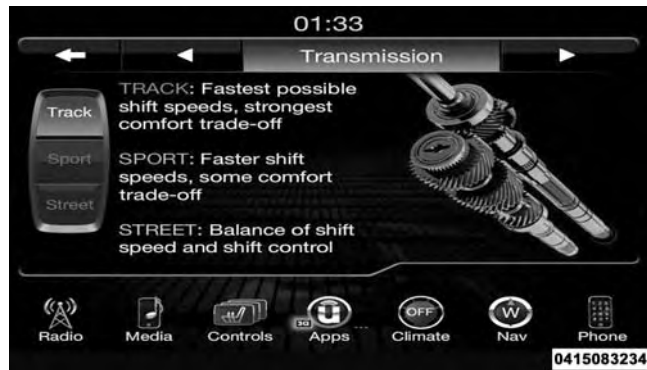 01:33
Transmission
TRACK: Fastest possible
shift speeds, strongest
comfort trade-off
Track
SPORT: Faster shift
speeds, some comfort
trade-off
Sport
Street
STREET: Balance of shift
speed and shift control
OFF
W
3G
Radio
Media
Controls
Apps
...
Climate
Nav
Phone
0415083234